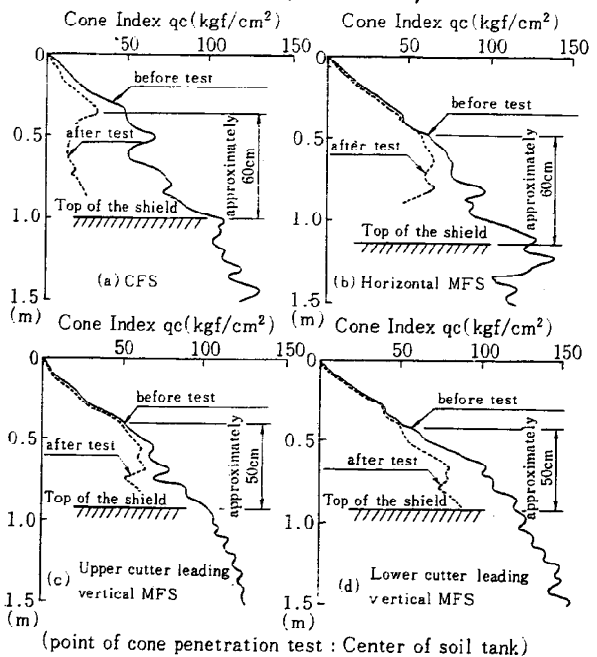 Cone Index qc(kgf/cm²)
0 50 100 150
before test
0.5
after test
approximately 60cm
Top of the shield
1.0
(a) CFS
1.5
(m)
Cone Index qc(kgf/cm²)
0 50 100 150
before test
0.5
after test
approximately 60cm
1.0
Top of the shield
(b) Horizontal MFS
1.5
(m)
Cone Index qc(kgf/cm²)
0 50 100 150
before test
0.5
after test
approximately 50cm
Top of the shield
1.0
(c) Upper cutter leading
vertical MFS
1.5
(m)
Cone Index qc(kgf/cm²)
0 50 100 150
before test
0.5
after test
approximately 50cm
Top of the shield
1.0
(d) Lower cutter leading
vertical MFS
1.5
(m)
(point of cone penetration test : Center of soil tank)